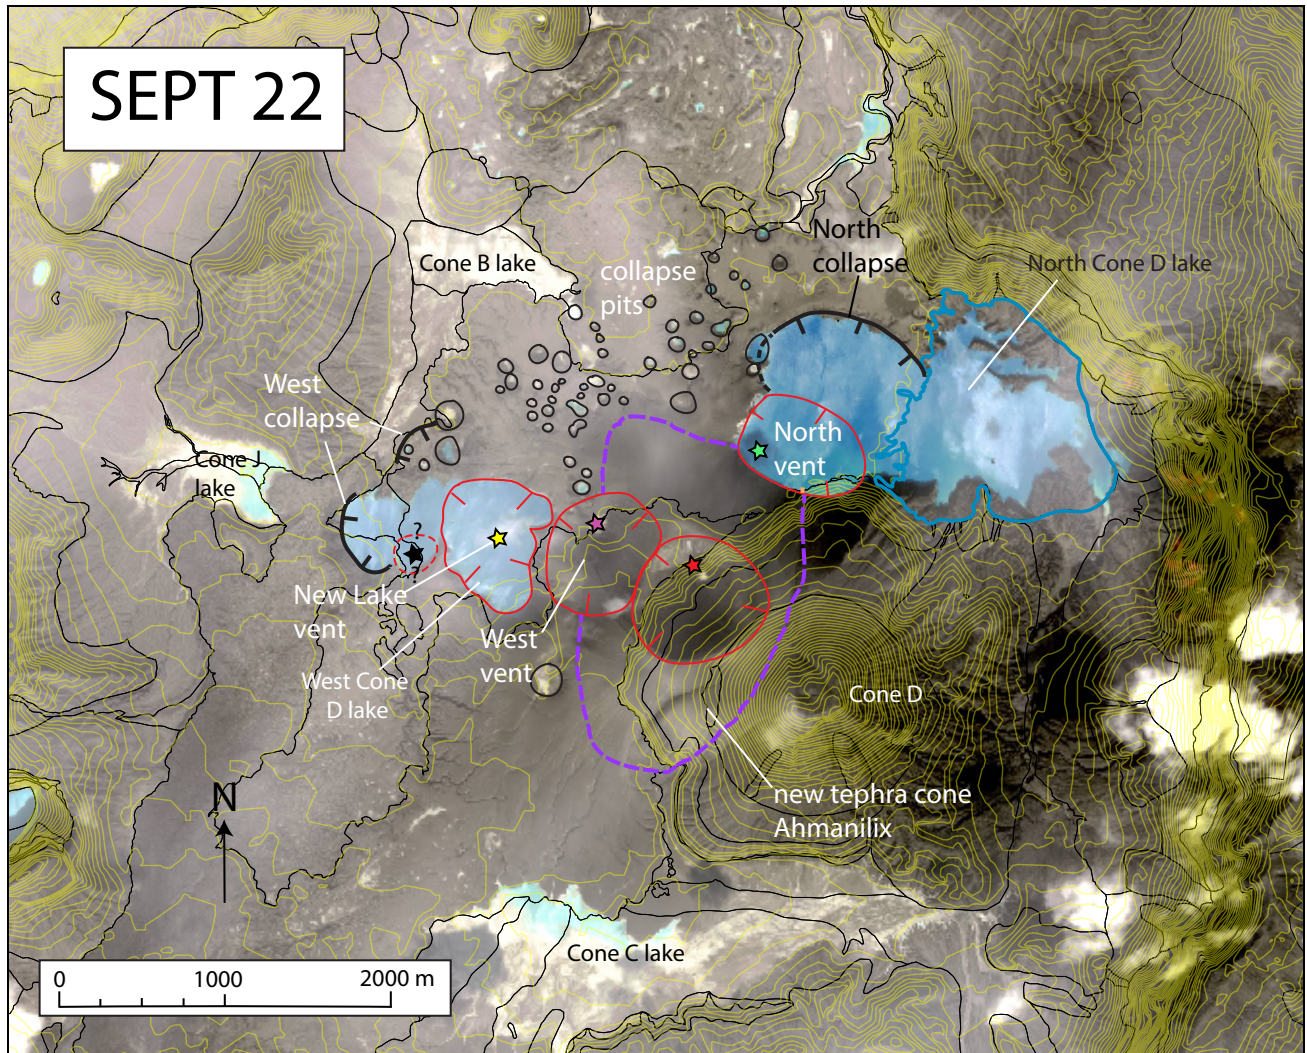 SEPT 22
North
collapse
North Cone D lake
Cone B lake
collapse
pits
West
collapse
North
vent
Cone J
lake
?
?
New Lake
vent
West
vent
West Cone
D lake
Cone D
new tephra cone
Ahmanilix
N
Cone C lake
0 1000 2000 m